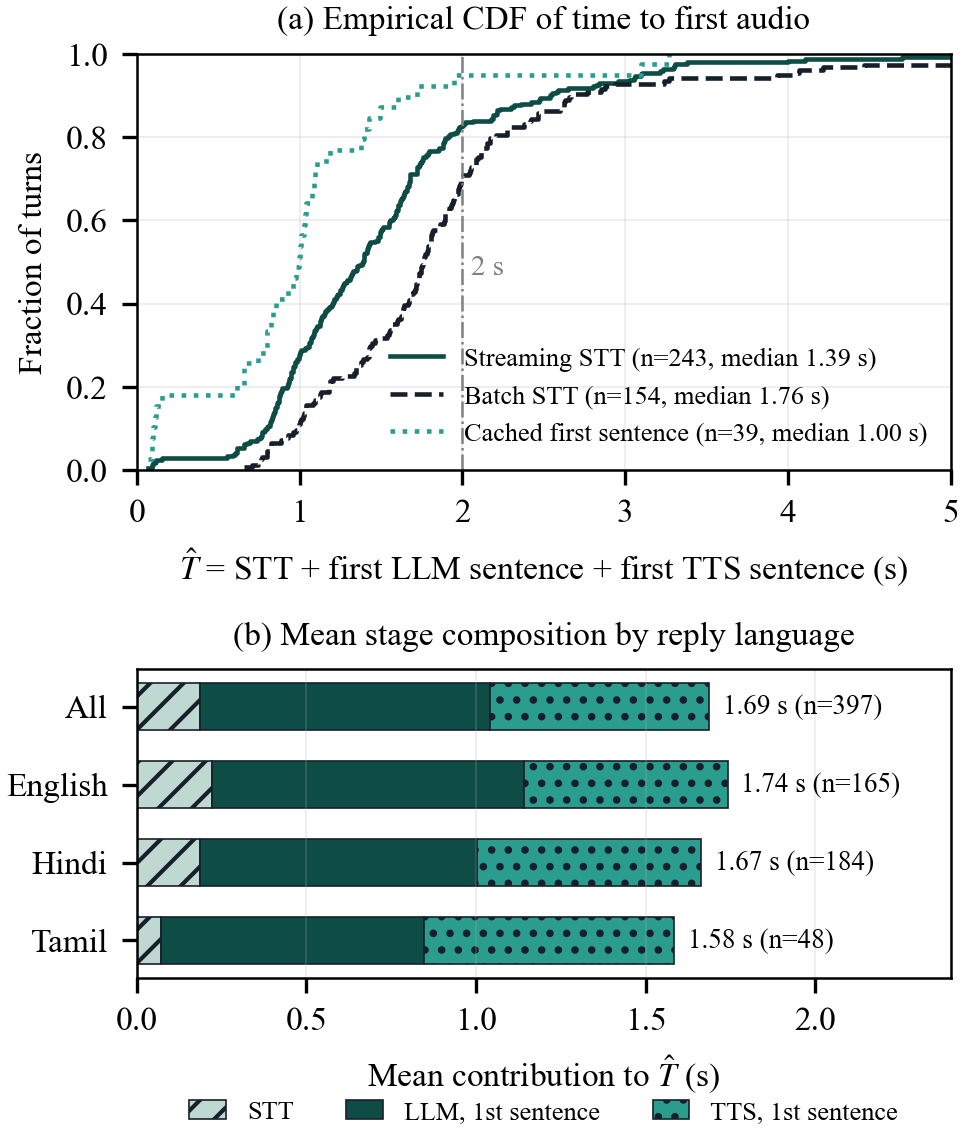 (a) Empirical CDF of time to first audio
Fraction of turns
1.0
0.8
0.6
0.4
0.2
0.0
2 s
Streaming STT (n=243, median 1.39 s)
Batch STT (n=154, median 1.76 s)
Cached first sentence (n=39, median 1.00 s)
0 1 2 3 4 5
T̂ = STT + first LLM sentence + first TTS sentence (s)
(b) Mean stage composition by reply language
All 1.69 s (n=397)
English 1.74 s (n=165)
Hindi 1.67 s (n=184)
Tamil 1.58 s (n=48)
0.0 0.5 1.0 1.5 2.0
Mean contribution to T̂ (s)
STT LLM, 1st sentence TTS, 1st sentence